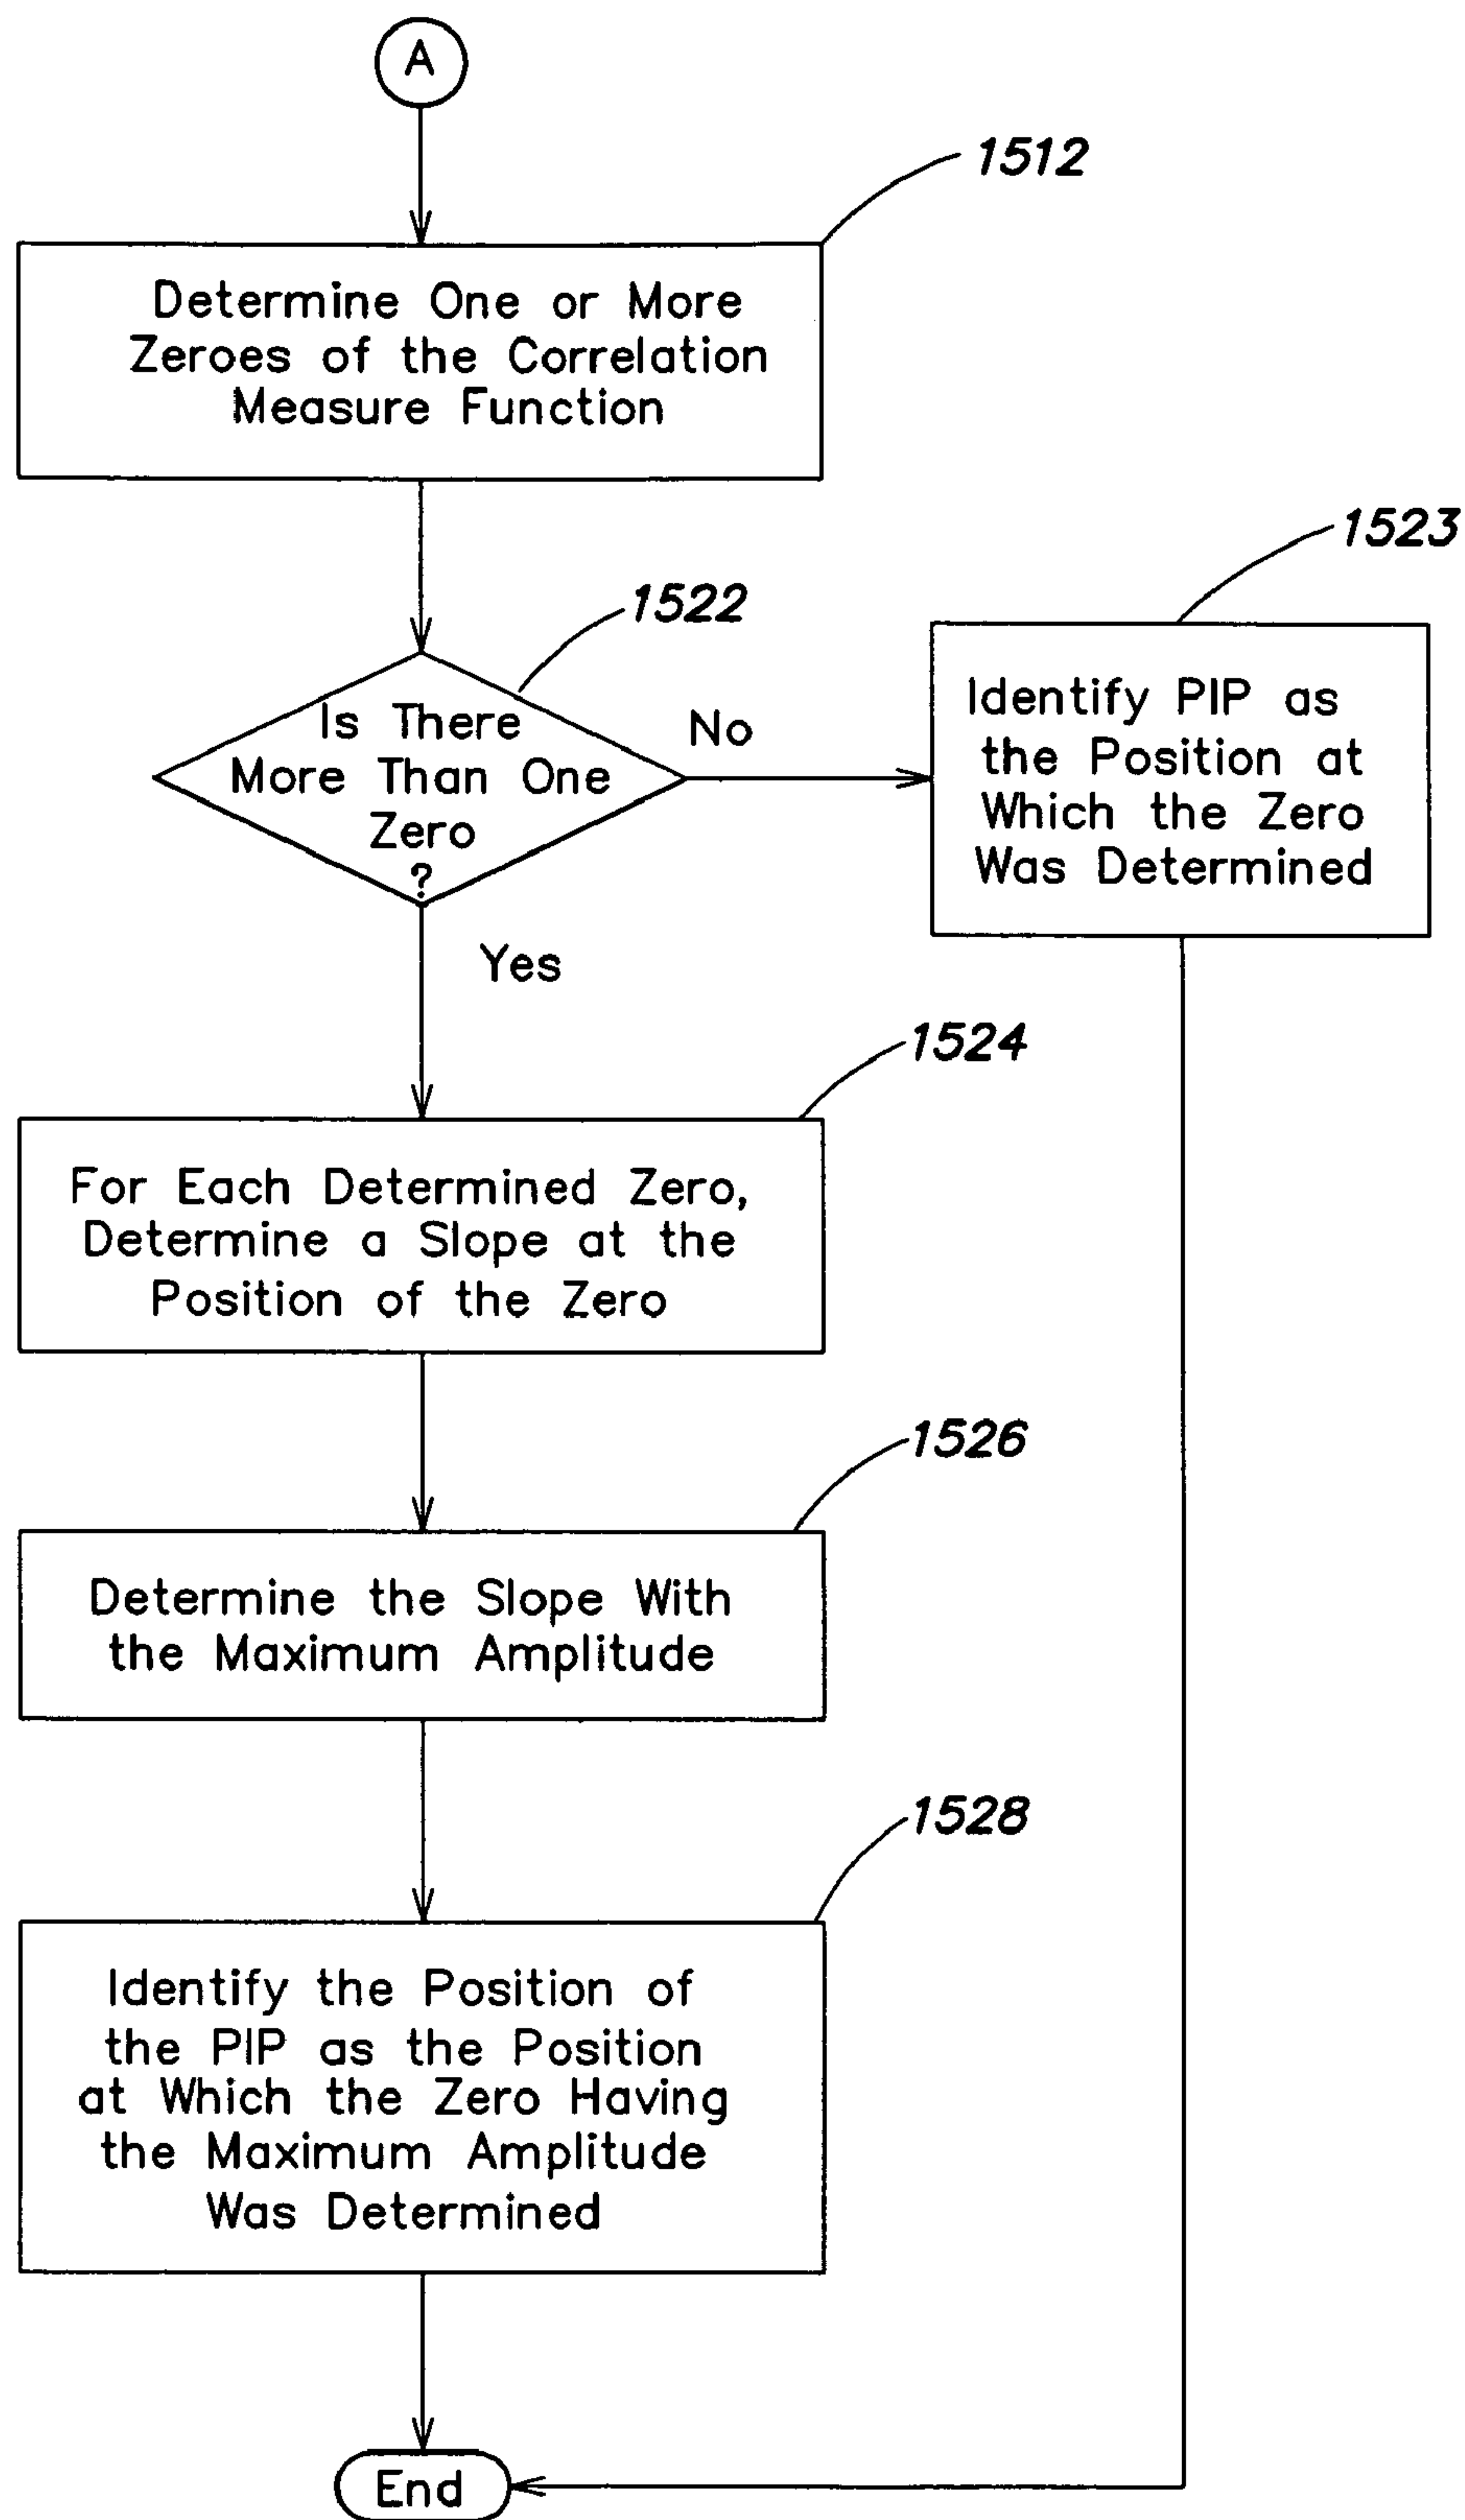 A
1512
Determine One or More
Zeroes of the Correlation
Measure Function
1522
Is There
More Than One
Zero
?
No
1523
Identify PIP as
the Position at
Which the Zero
Was Determined
Yes
1524
For Each Determined Zero,
Determine a Slope at the
Position of the Zero
1526
Determine the Slope With
the Maximum Amplitude
1528
Identify the Position of
the PIP as the Position
at Which the Zero Having
the Maximum Amplitude
Was Determined
End